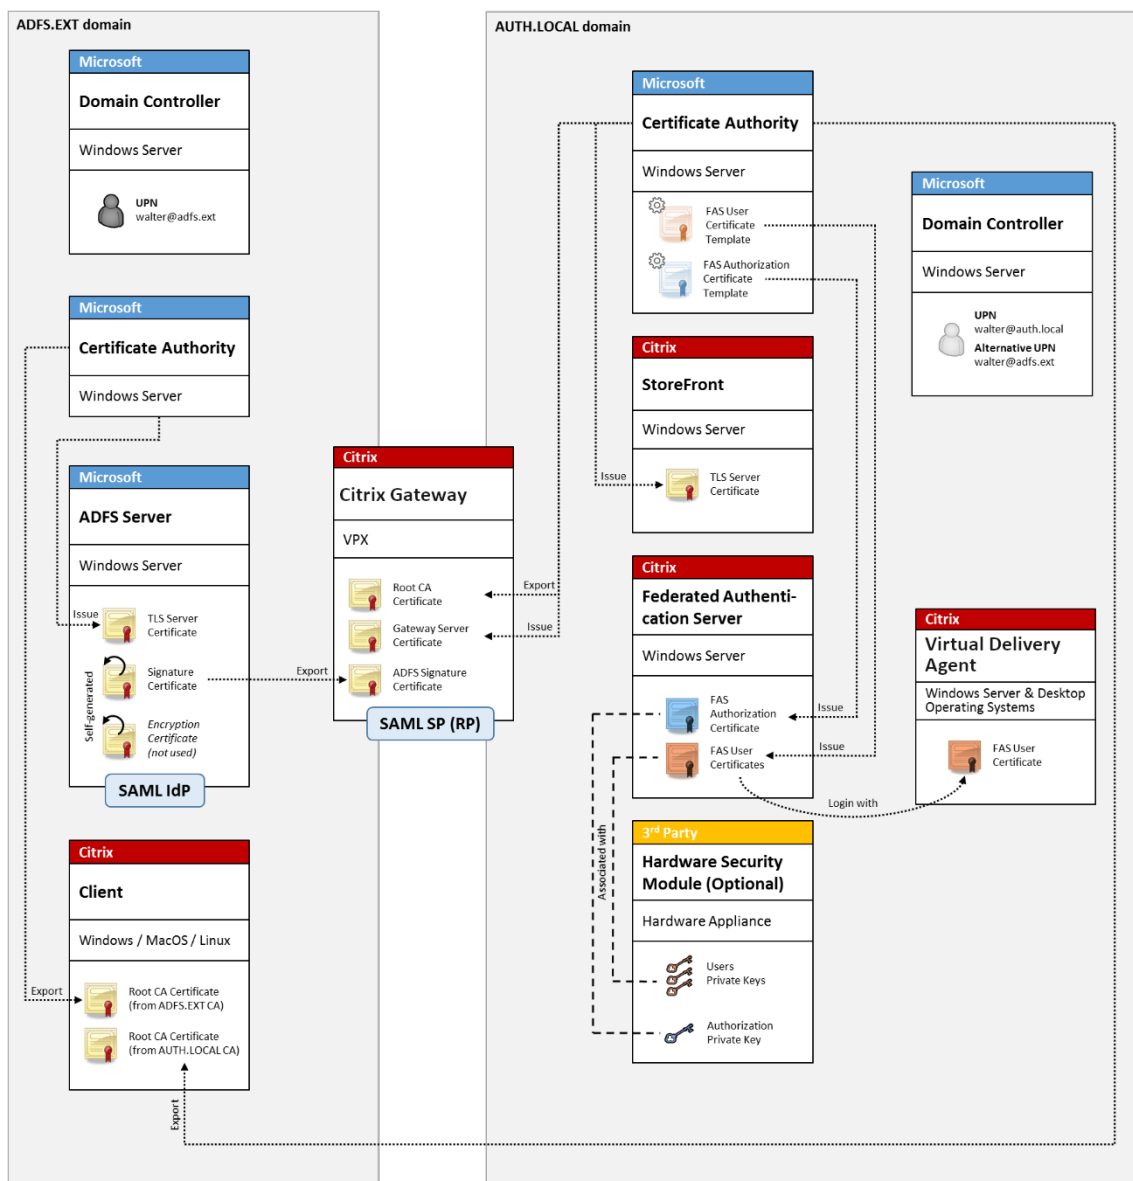 ADFS.EXT domain
Microsoft
Domain Controller
Windows Server
UPN
walter@adfs.ext
Microsoft
Certificate Authority
Windows Server
Microsoft
ADFS Server
Windows Server
Issue
TLS Server
Certificate
Self-generated
Signature
Certificate
Encryption
Certificate
(not used)
SAML IdP
Citrix
Client
Windows / MacOS / Linux
Export
Root CA Certificate
(from ADFS.EXT CA)
Root CA Certificate
(from AUTH.LOCAL CA)
Export
Citrix
Citrix Gateway
VPX
Root CA
Certificate
Export
Gateway Server
Certificate
Issue
Export
ADFS Signature
Certificate
SAML SP (RP)
AUTH.LOCAL domain
Microsoft
Certificate Authority
Windows Server
FAS User
Certificate
Template
FAS Authorization
Certificate
Template
Citrix
StoreFront
Windows Server
Issue
TLS Server
Certificate
Citrix
Federated Authenti-
cation Server
Windows Server
FAS
Authorization
Certificate
Issue
FAS User
Certificates
Issue
Login with
Associated with
3rd Party
Hardware Security
Module (Optional)
Hardware Appliance
Users
Private Keys
Authorization
Private Key
Microsoft
Domain Controller
Windows Server
UPN
walter@auth.local
Alternative UPN
walter@adfs.ext
Citrix
Virtual Delivery
Agent
Windows Server & Desktop
Operating Systems
FAS User
Certificate